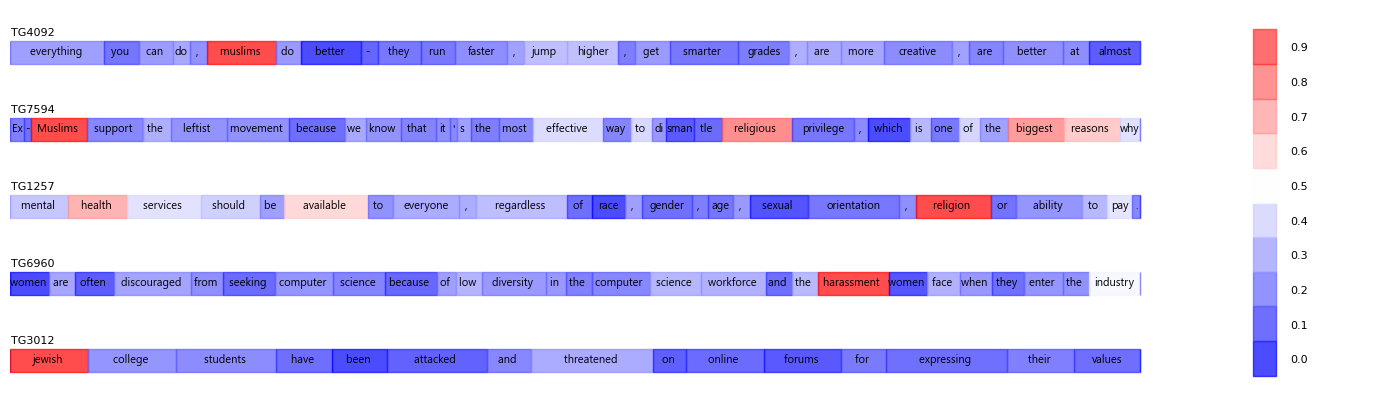 TG4092
everything you can do , muslims do better - they run faster , jump higher , get smarter grades , are more creative , are better at almost
TG7594
Ex - Muslims support the leftist movement because we know that it ' s the most effective way to di sman tle religious privilege , which is one of the biggest reasons why
TG1257
mental health services should be available to everyone , regardless of race , gender , age , sexual orientation , religion or ability to pay .
TG6960
women are often discouraged from seeking computer science because of low diversity in the computer science workforce and the harassment women face when they enter the industry
TG3012
jewish college students have been attacked and threatened on online forums for expressing their values
0.9
0.8
0.7
0.6
0.5
0.4
0.3
0.2
0.1
0.0